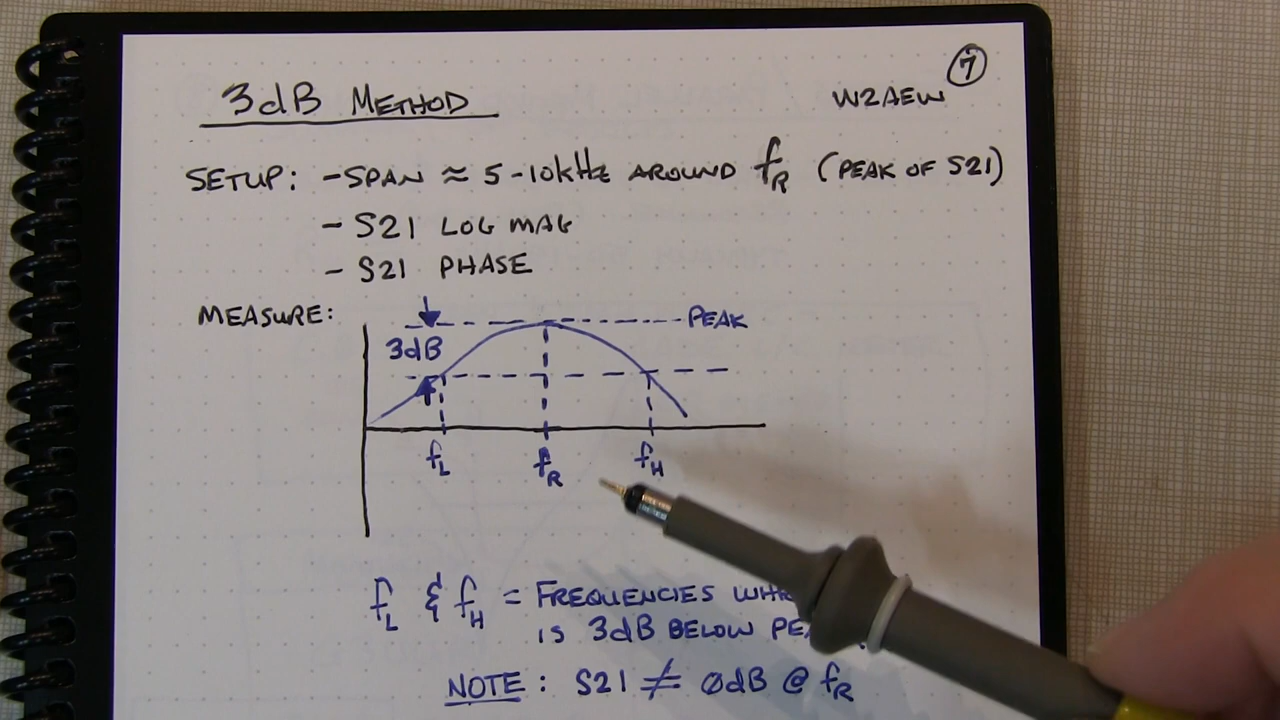 7
3dB METHOD
W2AEW
SETUP: -SPAN ≈ 5-10kHz AROUND fR (PEAK OF S21)
- S21 LOG MAG
- S21 PHASE
MEASURE:
PEAK
3dB
fL fR fH
fL & fH = FREQUENCIES
IS 3dB BELOW
NOTE: S21 ≠ 0dB @ fR